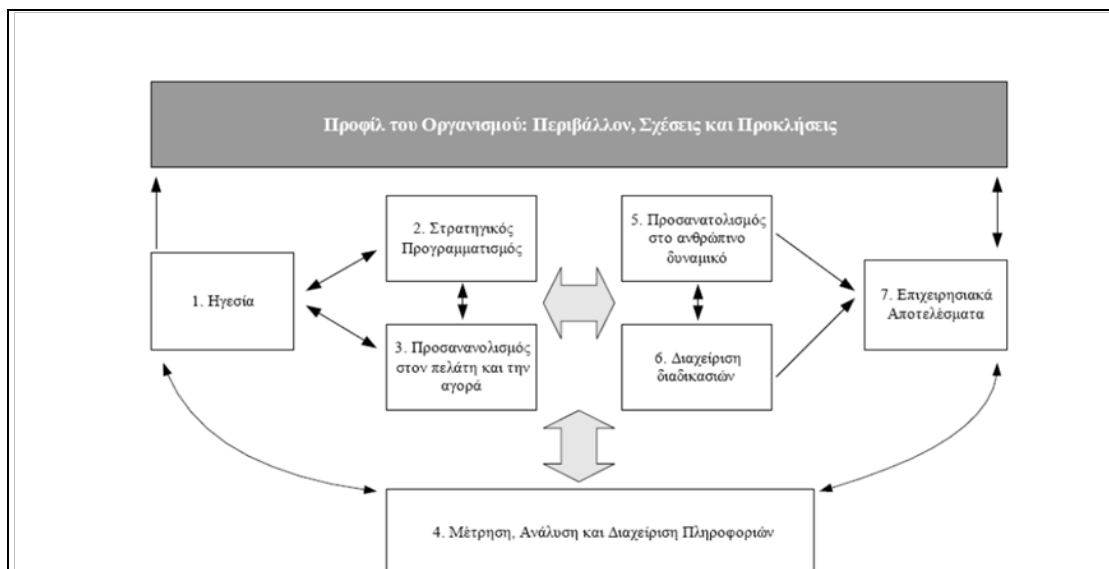 Προφίλ του Οργανισμού: Περιβάλλον, Σχέσεις και Προκλήσεις
1. Ηγεσία
2. Στρατηγικός
Προγραμματισμός
3. Προσανανολισμός
στον πελάτη και την
αγορά
5. Προσανατολισμός
στο ανθρώπινο
δυναμικό
6. Διαχείριση
διαδικασιών
7. Επιχειρησιακά
Αποτελέσματα
4. Μέτρηση, Ανάλυση και Διαχείριση Πληροφοριών